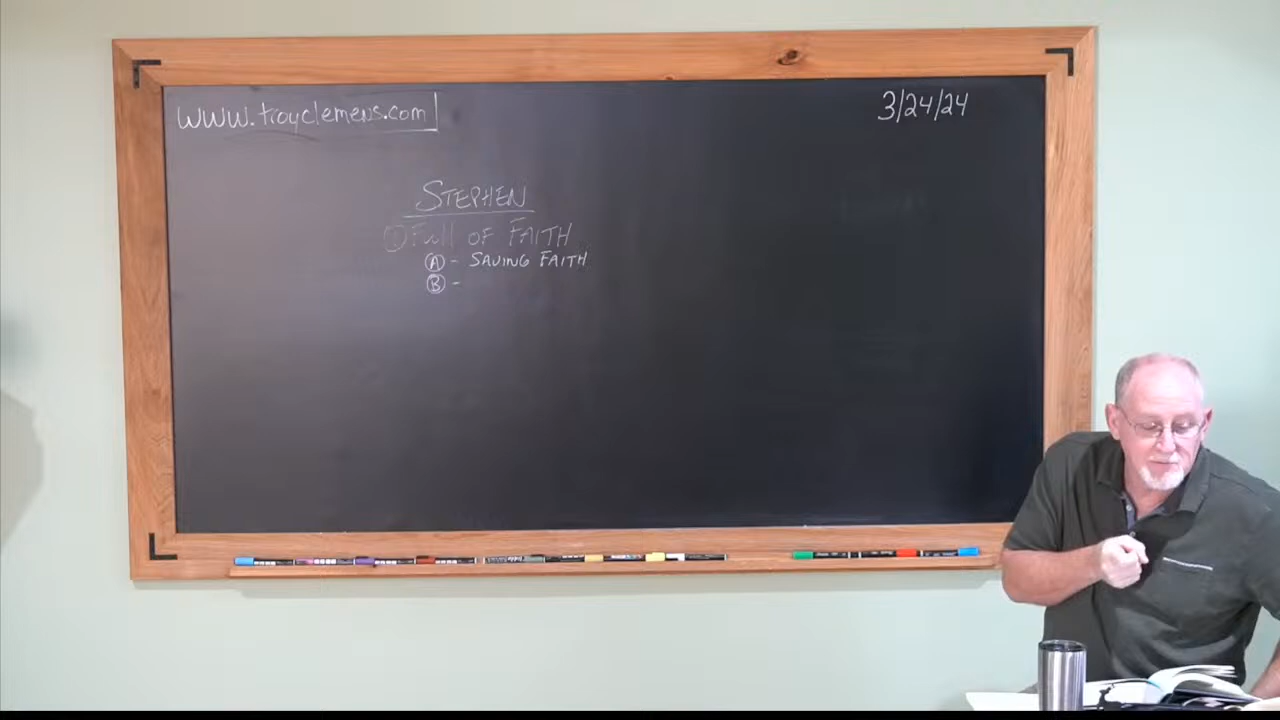 www.troyclemens.com
3/24/24
STEPHEN
① Full OF FAITH
Ⓐ - SAVING FAITH
Ⓑ -